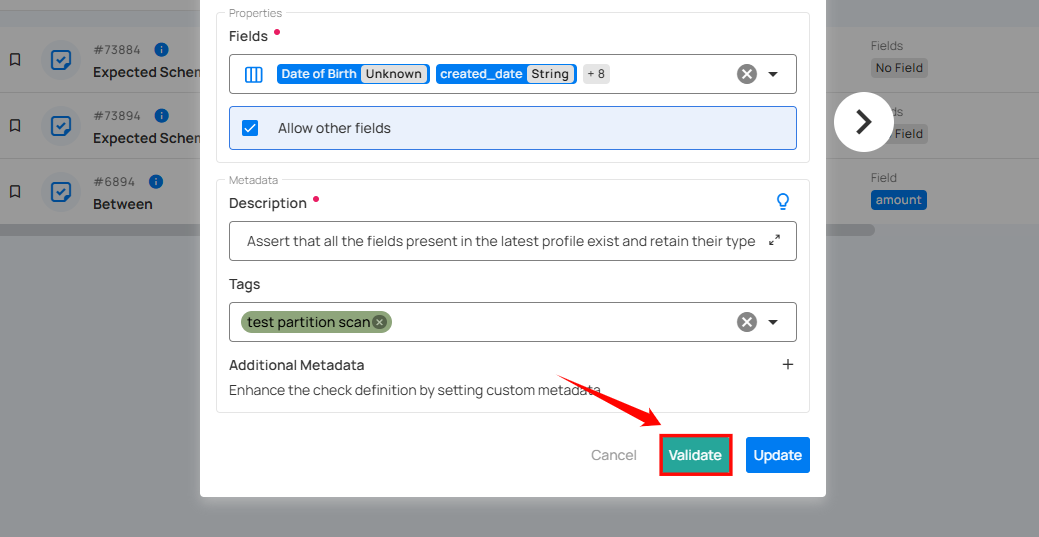 Properties
Fields
Date of Birth Unknown created_date String + 8
Allow other fields
Metadata
Description
Assert that all the fields present in the latest profile exist and retain their type
Tags
test partition scan
Additional Metadata
Enhance the check definition by setting custom metadata
Cancel Validate Update
#73884
Expected Schem
Fields
No Field
#73894
Expected Schem
Field
#6894
Between
Field
amount